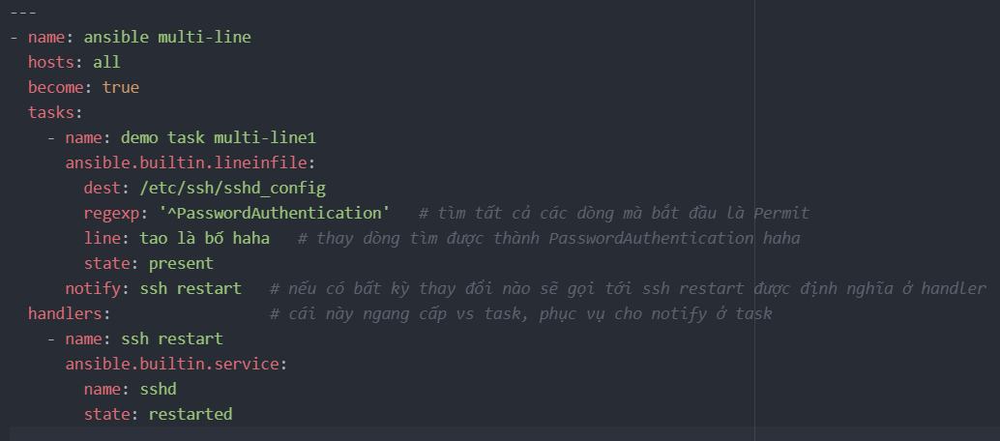 ---
- name: ansible multi-line
  hosts: all
  become: true
  tasks:
    - name: demo task multi-line1
      ansible.builtin.lineinfile:
        dest: /etc/ssh/sshd_config
        regexp: '^PasswordAuthentication'   # tìm tất cả các dòng mà bắt đầu là Permit
        line: tao là bố haha   # thay dòng tìm được thành PasswordAuthentication haha
        state: present
      notify: ssh restart   # nếu có bất kỳ thay đổi nào sẽ gọi tới ssh restart được định nghĩa ở handler
  handlers:                 # cái này ngang cấp vs task, phục vụ cho notify ở task
    - name: ssh restart
      ansible.builtin.service:
        name: sshd
        state: restarted